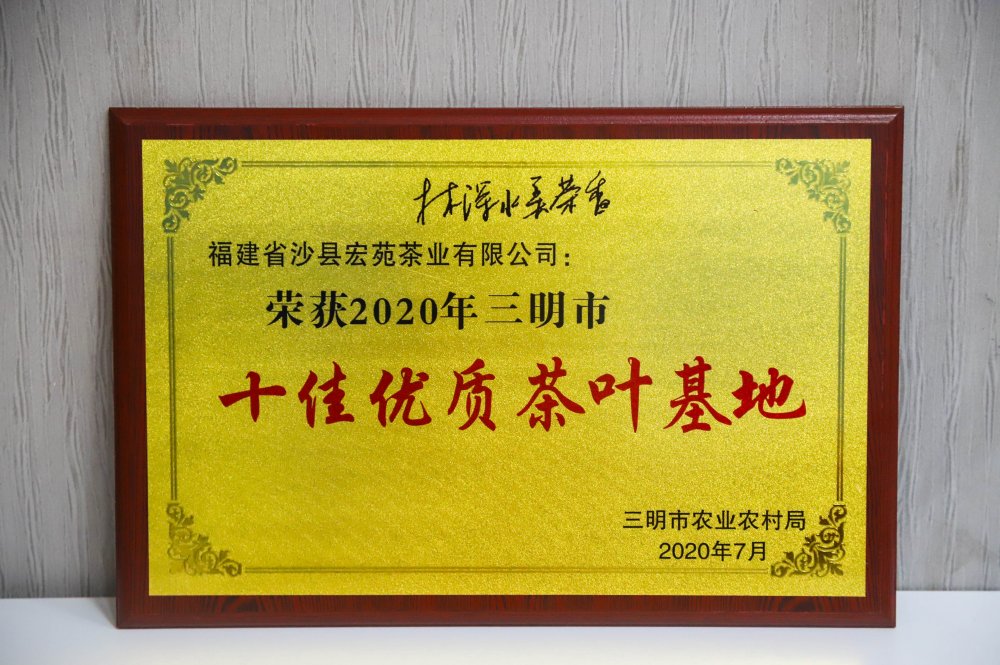 林深水美茶香
福建省沙县宏苑茶业有限公司：
荣获2020年三明市
十佳优质茶叶基地
三明市农业农村局
2020年7月